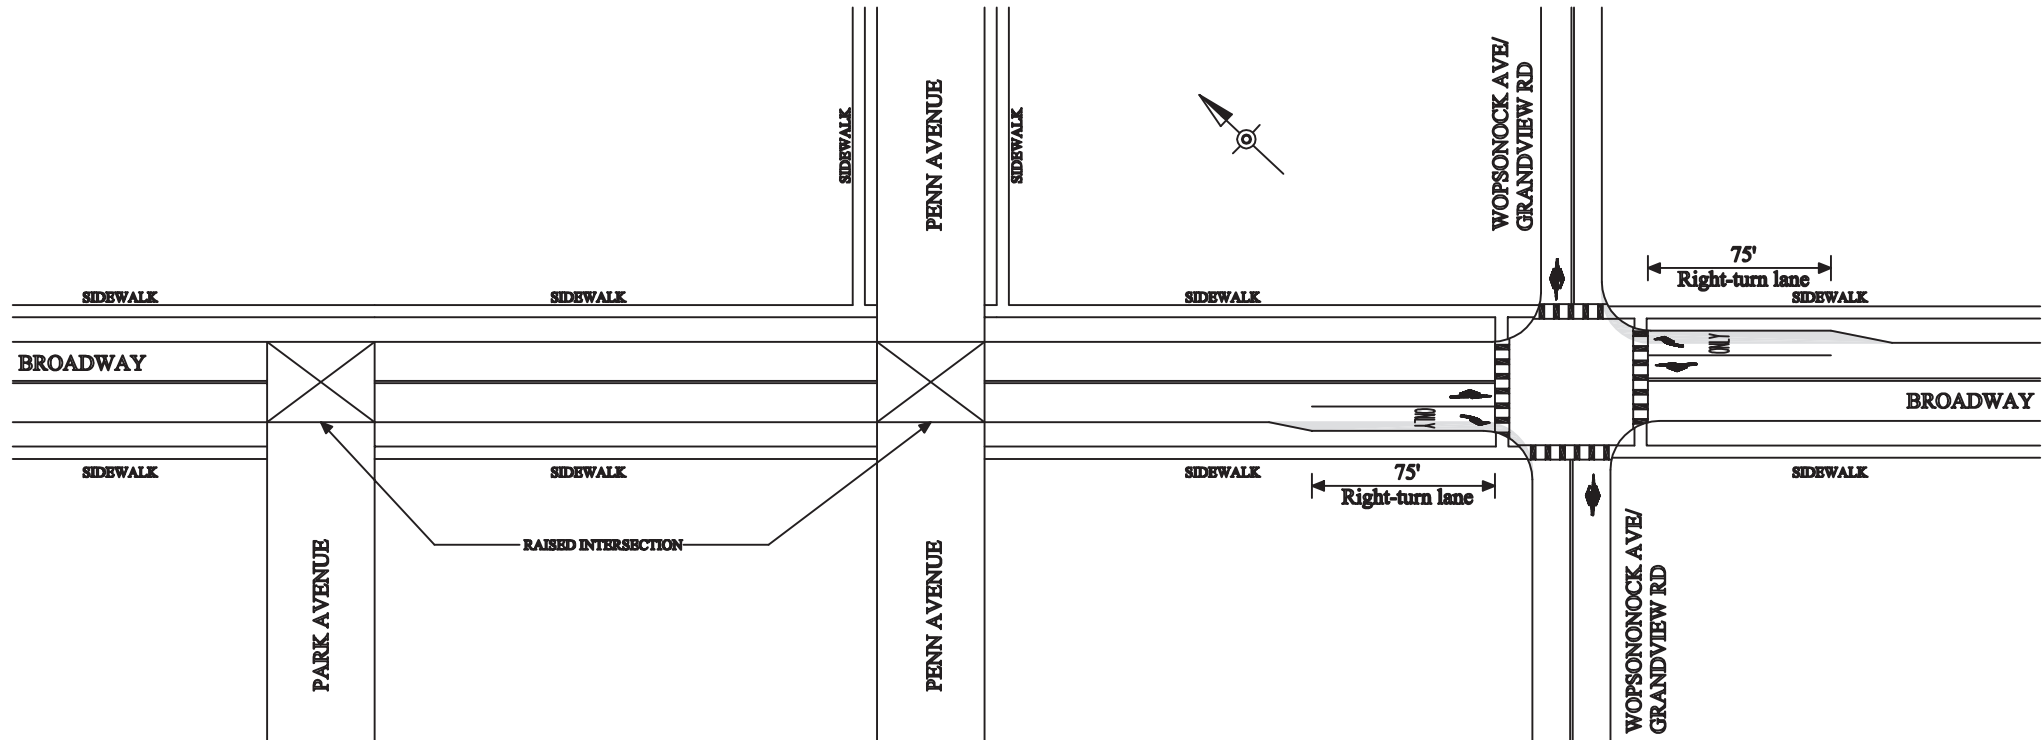 WOPSONOCK AVE/
GRANDVIEW RD
PENN AVENUE
SIDEWALK
SIDEWALK
75'
Right-turn lane
SIDEWALK
SIDEWALK
SIDEWALK
SIDEWALK
BROADWAY
ONLY
ONLY
BROADWAY
SIDEWALK
SIDEWALK
SIDEWALK
SIDEWALK
75'
Right-turn lane
RAISED INTERSECTION
PARK AVENUE
PENN AVENUE
WOPSONONOCK AVE/
GRANDVIEW RD